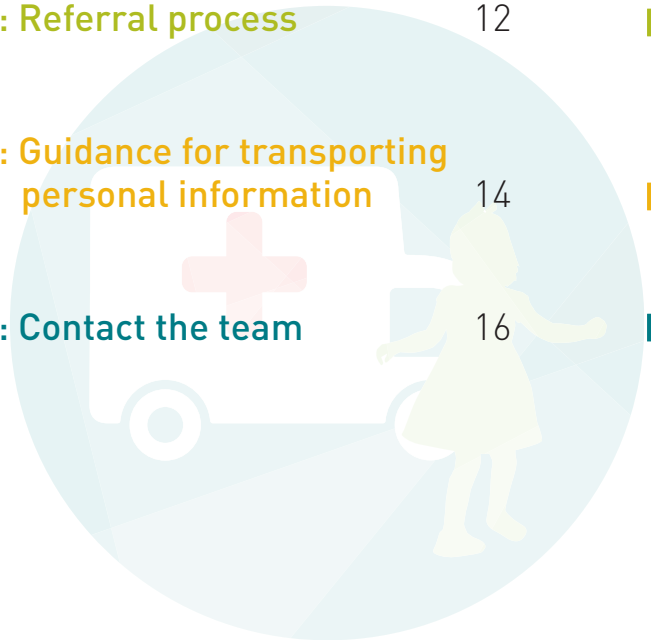 : Referral process 12
: Guidance for transporting
personal information 14
: Contact the team 16